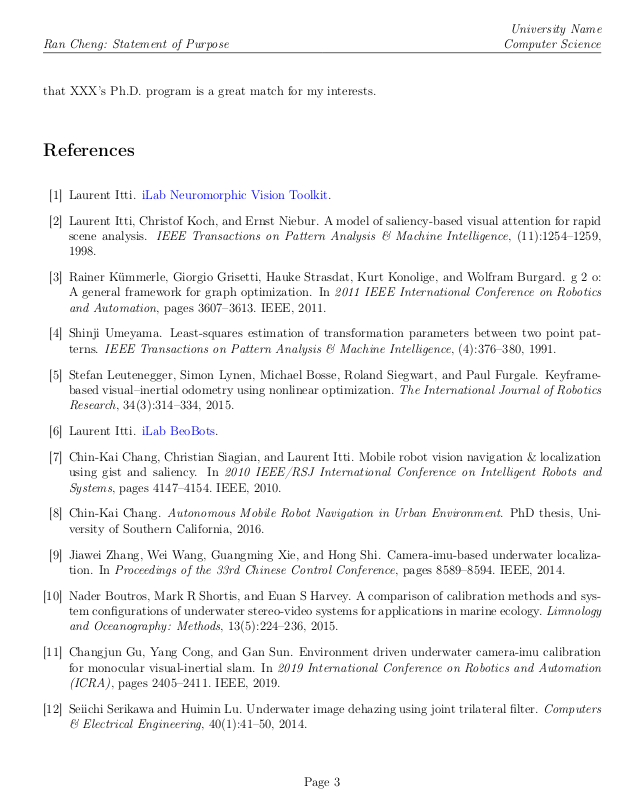 University Name
Ran Cheng: Statement of Purpose Computer Science
that XXX's Ph.D. program is a great match for my interests.
References
[1] Laurent Itti. iLab Neuromorphic Vision Toolkit.
[2] Laurent Itti, Christof Koch, and Ernst Niebur. A model of saliency-based visual attention for rapid
scene analysis. IEEE Transactions on Pattern Analysis & Machine Intelligence, (11):1254–1259,
1998.
[3] Rainer Kümmerle, Giorgio Grisetti, Hauke Strasdat, Kurt Konolige, and Wolfram Burgard. g 2 o:
A general framework for graph optimization. In 2011 IEEE International Conference on Robotics
and Automation, pages 3607–3613. IEEE, 2011.
[4] Shinji Umeyama. Least-squares estimation of transformation parameters between two point pat-
terns. IEEE Transactions on Pattern Analysis & Machine Intelligence, (4):376–380, 1991.
[5] Stefan Leutenegger, Simon Lynen, Michael Bosse, Roland Siegwart, and Paul Furgale. Keyframe-
based visual–inertial odometry using nonlinear optimization. The International Journal of Robotics
Research, 34(3):314–334, 2015.
[6] Laurent Itti. iLab BeoBots.
[7] Chin-Kai Chang, Christian Siagian, and Laurent Itti. Mobile robot vision navigation & localization
using gist and saliency. In 2010 IEEE/RSJ International Conference on Intelligent Robots and
Systems, pages 4147–4154. IEEE, 2010.
[8] Chin-Kai Chang. Autonomous Mobile Robot Navigation in Urban Environment. PhD thesis, Uni-
versity of Southern California, 2016.
[9] Jiawei Zhang, Wei Wang, Guangming Xie, and Hong Shi. Camera-imu-based underwater localiza-
tion. In Proceedings of the 33rd Chinese Control Conference, pages 8589–8594. IEEE, 2014.
[10] Nader Boutros, Mark R Shortis, and Euan S Harvey. A comparison of calibration methods and sys-
tem configurations of underwater stereo-video systems for applications in marine ecology. Limnology
and Oceanography: Methods, 13(5):224–236, 2015.
[11] Changjun Gu, Yang Cong, and Gan Sun. Environment driven underwater camera-imu calibration
for monocular visual-inertial slam. In 2019 International Conference on Robotics and Automation
(ICRA), pages 2405–2411. IEEE, 2019.
[12] Seiichi Serikawa and Huimin Lu. Underwater image dehazing using joint trilateral filter. Computers
& Electrical Engineering, 40(1):41–50, 2014.
Page 3